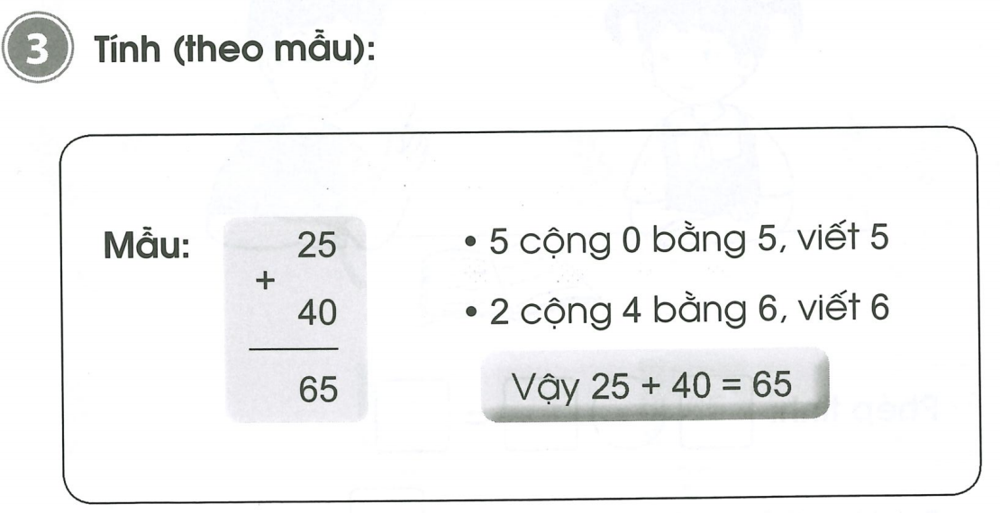 3 Tính (theo mẫu):
Mẫu:
25
+
40
65
• 5 cộng 0 bằng 5, viết 5
• 2 cộng 4 bằng 6, viết 6
Vậy 25 + 40 = 65